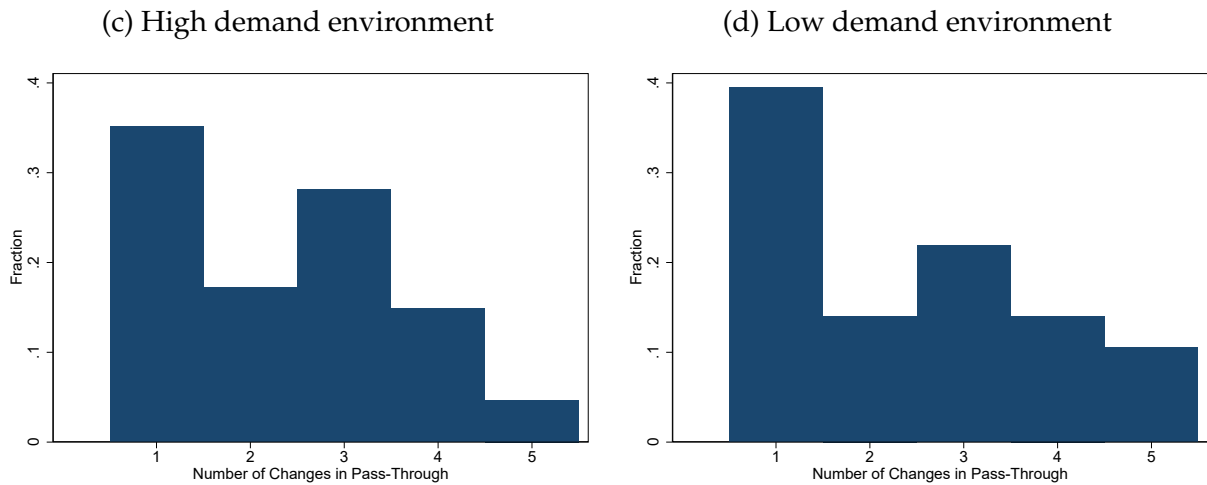 (c) High demand environment
.4
.3
.2
.1
0
Fraction
1 2 3 4 5
Number of Changes in Pass-Through
(d) Low demand environment
.4
.3
.2
.1
0
Fraction
1 2 3 4 5
Number of Changes in Pass-Through